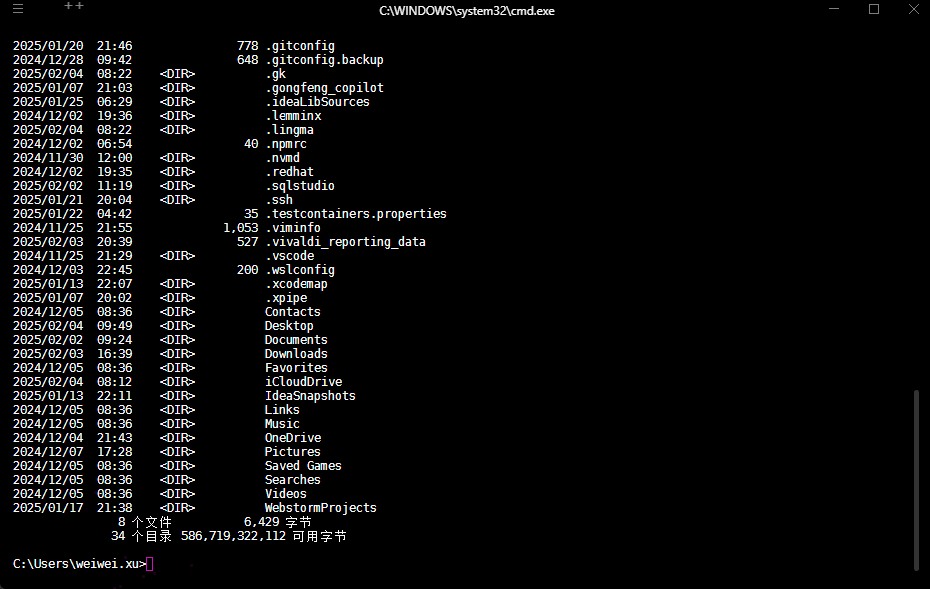 C:\WINDOWS\system32\cmd.exe
2025/01/20  21:46               778 .gitconfig
2024/12/28  09:42               648 .gitconfig.backup
2025/02/04  08:22    <DIR>          .gk
2025/01/07  21:03    <DIR>          .gongfeng_copilot
2025/01/25  06:29    <DIR>          .ideaLibSources
2024/12/02  19:36    <DIR>          .lemminx
2025/02/04  08:22    <DIR>          .lingma
2024/12/02  06:54                40 .npmrc
2024/11/30  12:00    <DIR>          .nvmd
2024/12/02  19:35    <DIR>          .redhat
2025/02/02  11:19    <DIR>          .sqlstudio
2025/01/21  20:04    <DIR>          .ssh
2025/01/22  04:42                35 .testcontainers.properties
2024/11/25  21:55             1,053 .viminfo
2025/02/03  20:39               527 .vivaldi_reporting_data
2024/11/25  21:29    <DIR>          .vscode
2024/12/03  22:45               200 .wslconfig
2025/01/13  22:07    <DIR>          .xcodemap
2025/01/07  20:02    <DIR>          .xpipe
2024/12/05  08:36    <DIR>          Contacts
2025/02/04  09:49    <DIR>          Desktop
2025/02/02  09:24    <DIR>          Documents
2025/02/03  16:39    <DIR>          Downloads
2024/12/05  08:36    <DIR>          Favorites
2025/02/04  08:12    <DIR>          iCloudDrive
2025/01/13  22:11    <DIR>          IdeaSnapshots
2024/12/05  08:36    <DIR>          Links
2024/12/05  08:36    <DIR>          Music
2024/12/04  21:43    <DIR>          OneDrive
2024/12/07  17:28    <DIR>          Pictures
2024/12/05  08:36    <DIR>          Saved Games
2024/12/05  08:36    <DIR>          Searches
2024/12/05  08:36    <DIR>          Videos
2025/01/17  21:38    <DIR>          WebstormProjects
8 个文件          6,429 字节
34 个目录 586,719,322,112 可用字节
C:\Users\weiwei.xu>